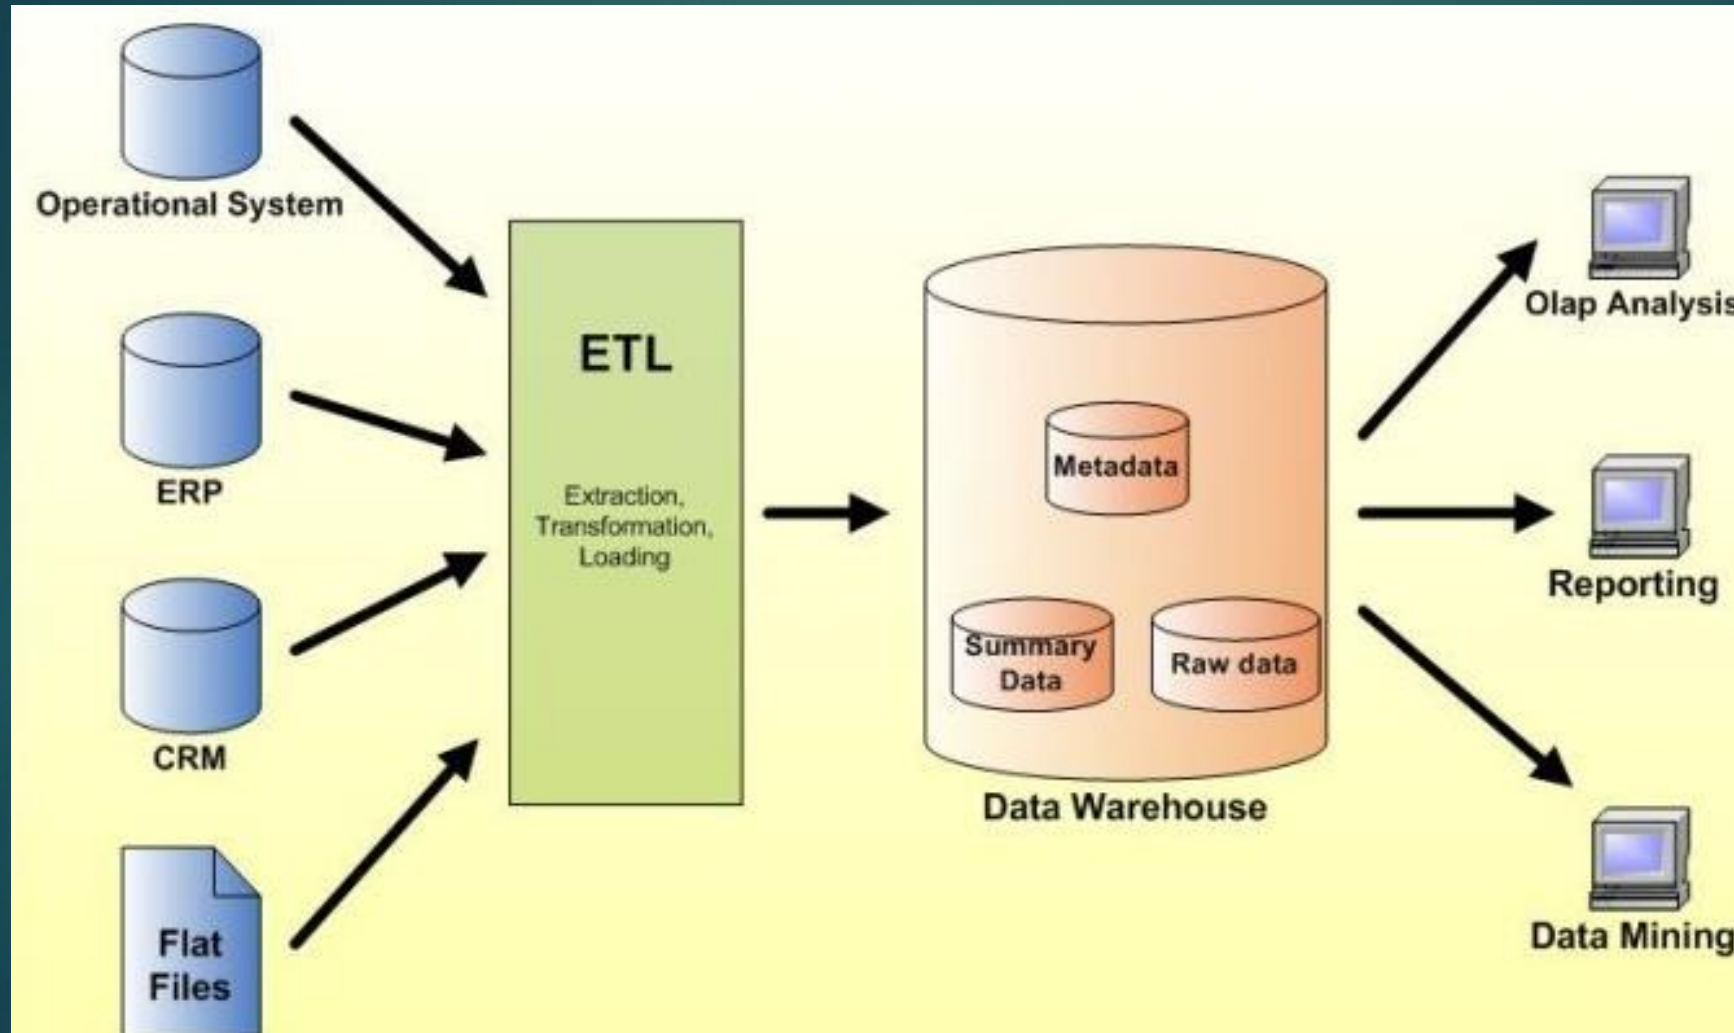 Operational System
ERP
CRM
Flat
Files
ETL
Extraction,
Transformation,
Loading
Metadata
Summary
Data
Raw data
Data Warehouse
Olap Analysis
Reporting
Data Mining